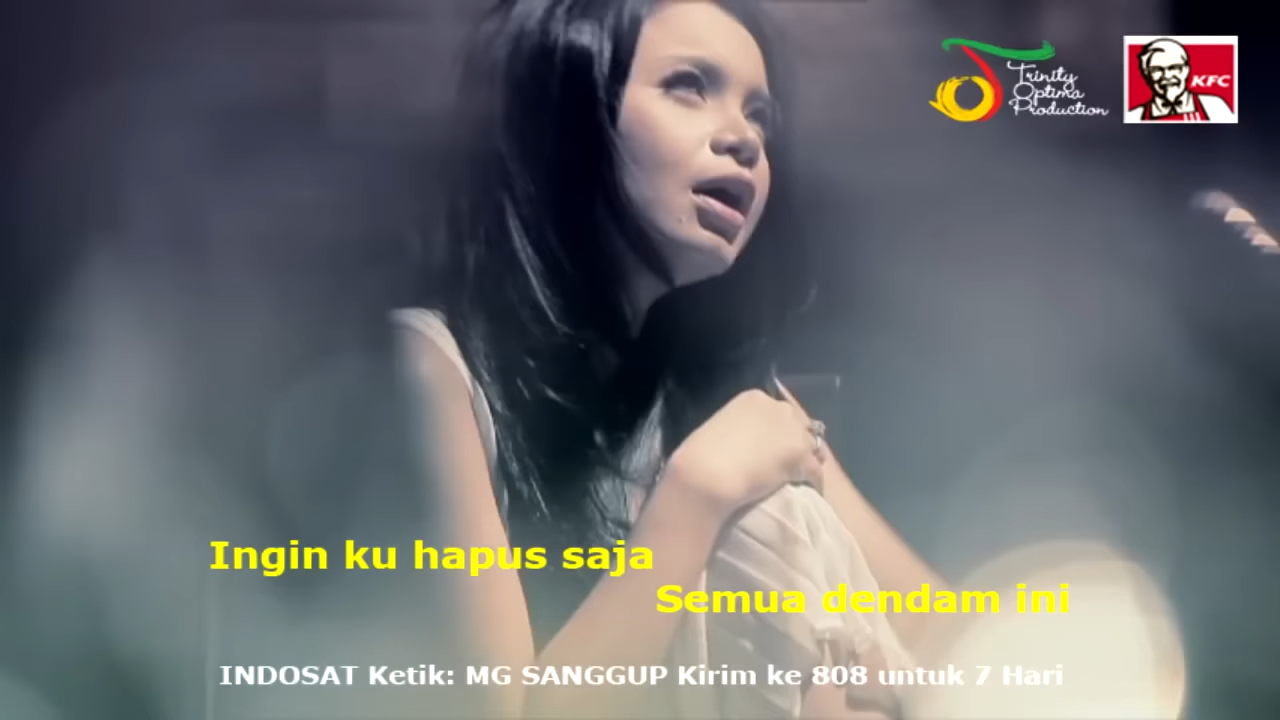 Trinity
Optima
Production
KFC
Ingin ku hapus saja
Semua dendam ini
INDOSAT Ketik: MG SANGGUP Kirim ke 808 untuk 7 Hari